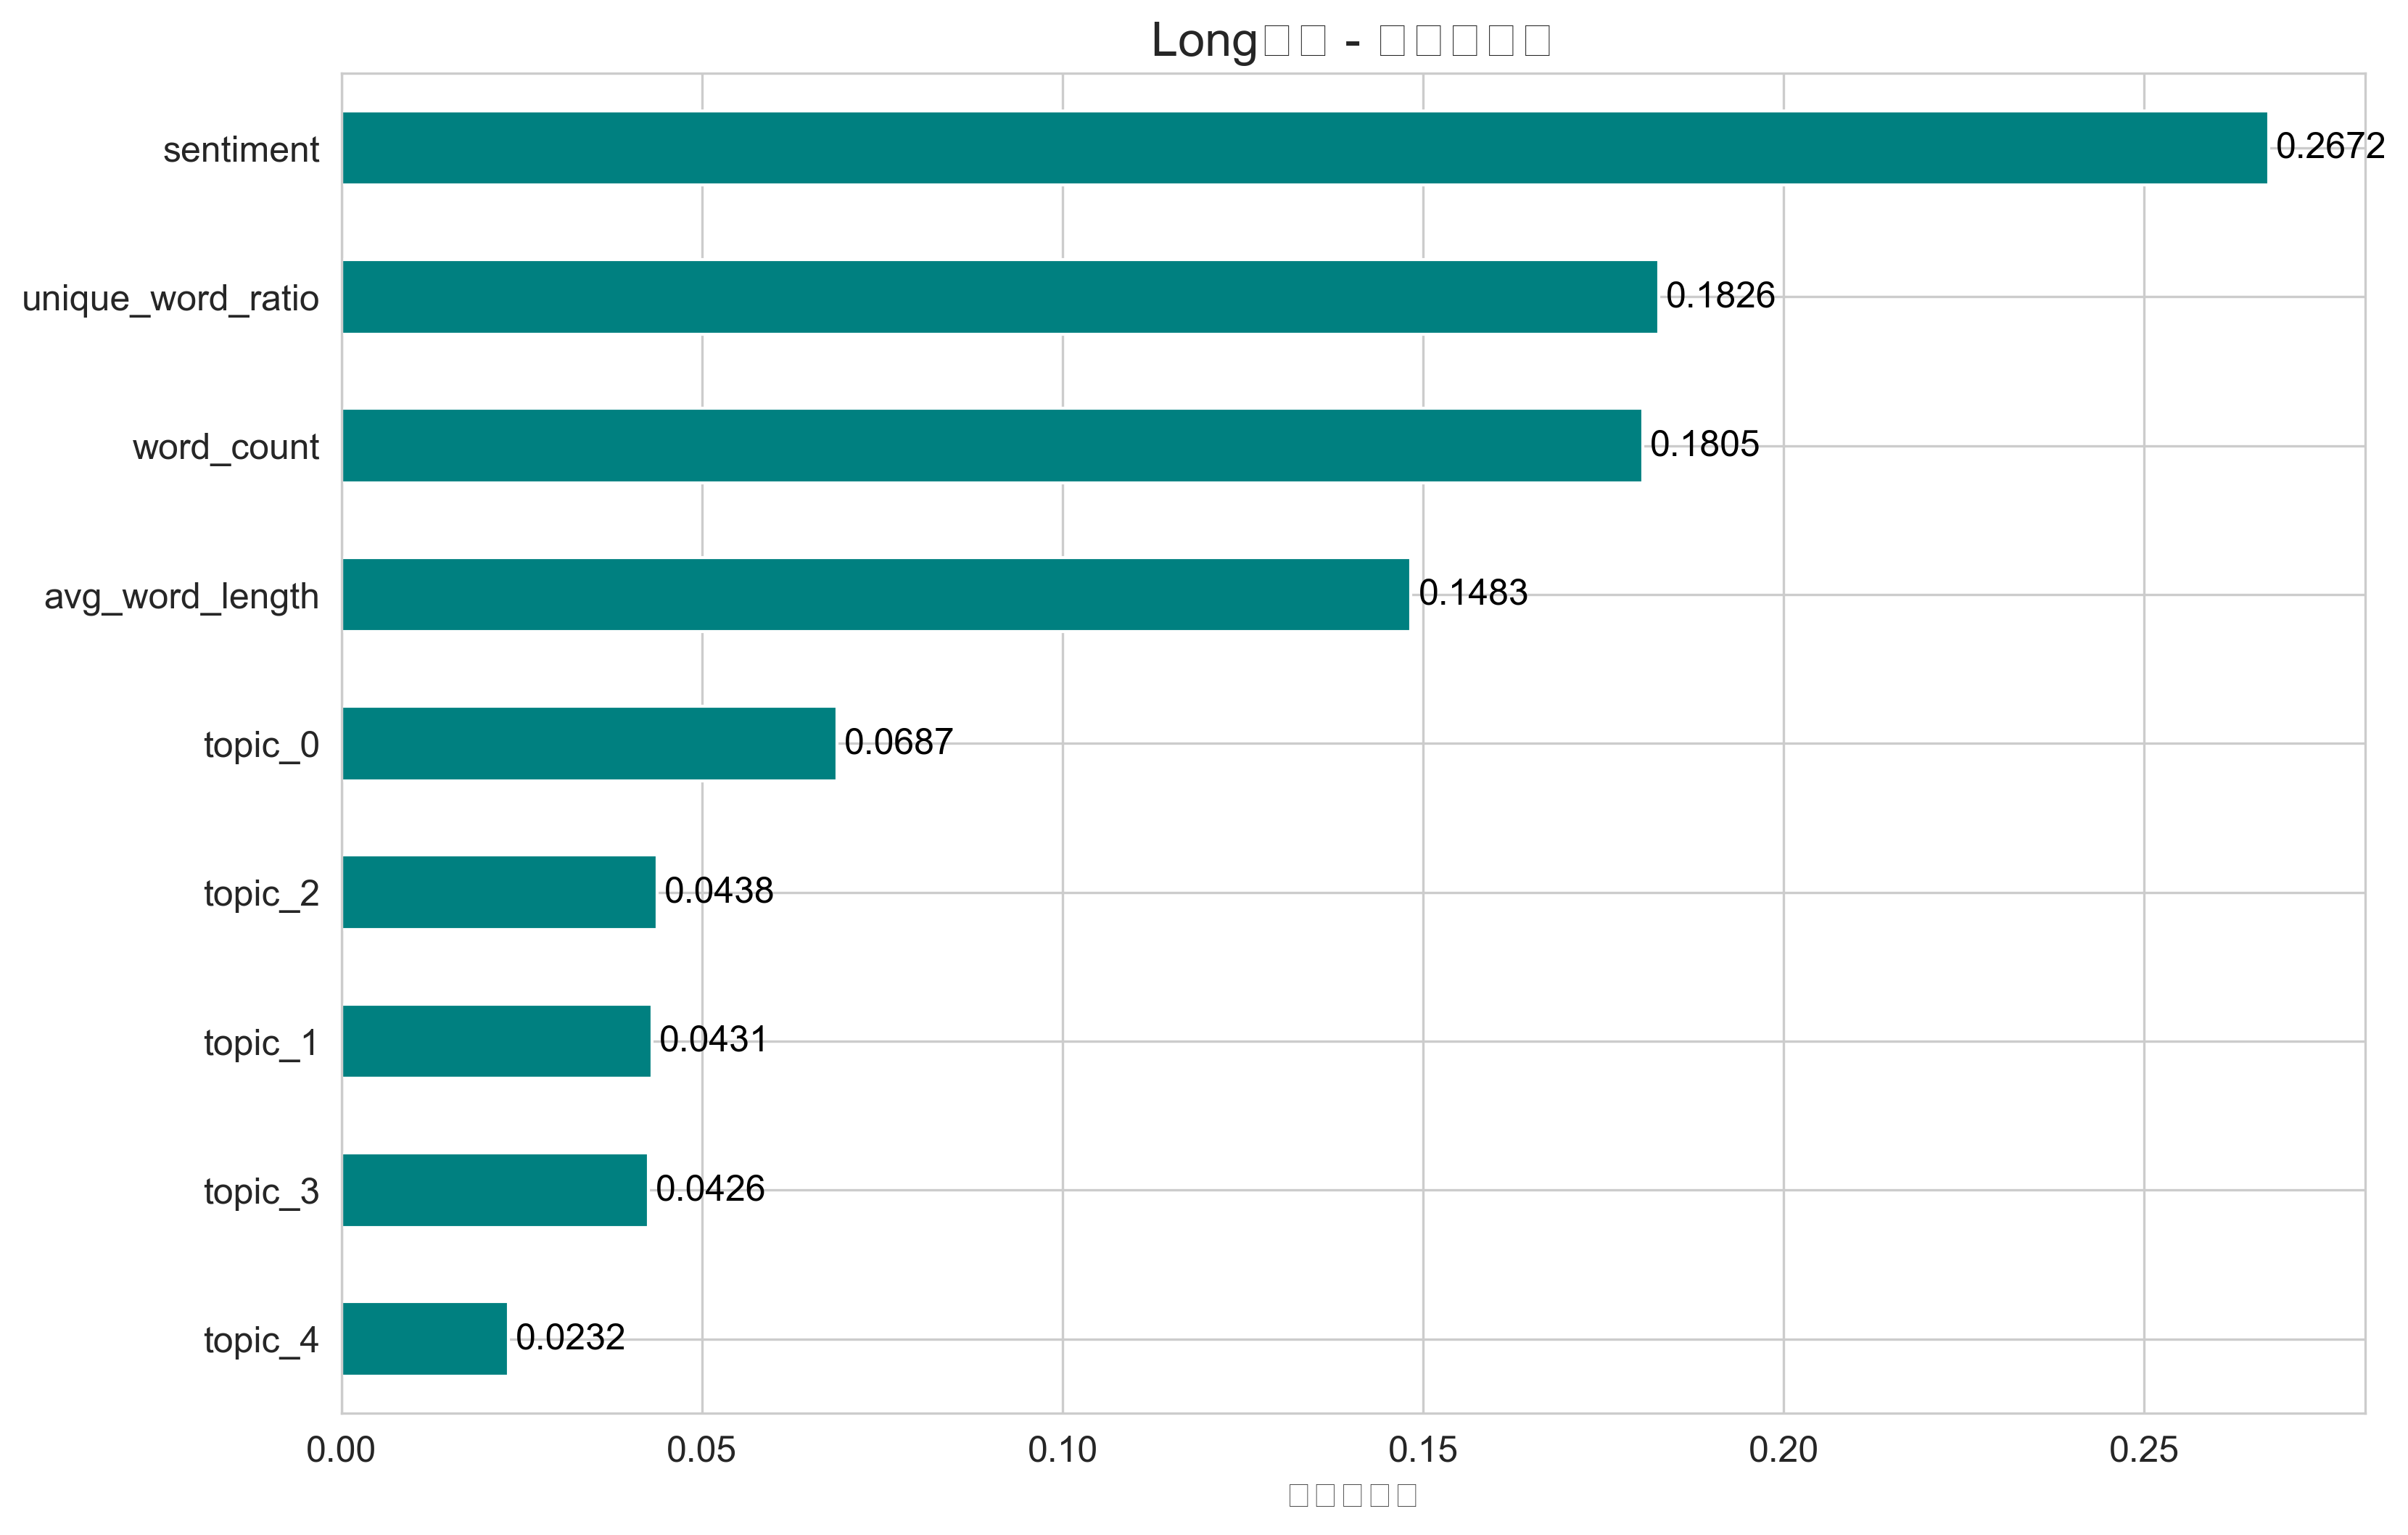 Long -
sentiment
0.2672
unique_word_ratio
0.1826
word_count
0.1805
avg_word_length
0.1483
topic_0
0.0687
topic_2
0.0438
topic_1
0.0431
topic_3
0.0426
topic_4
0.0232
0.00 0.05 0.10 0.15 0.20 0.25